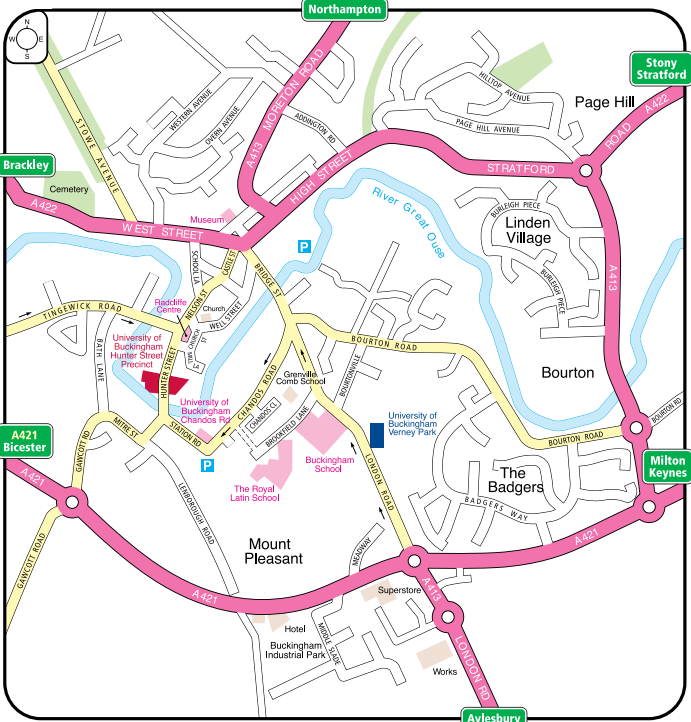 Northampton
N
W E
S
Stony
Stratford
HILLTOP AVENUE
Page Hill
A422
ROAD
WESTERN AVENUE
OVERN AVENUE
STOWE AVENUE
A413 MORETON ROAD
ADDINGTON RD
PAGE HILL AVENUE
Brackley
HIGH STREET
STRATFORD
Cemetery
A422
Museum
WEST STREET
River Great Ouse
BURLEIGH PIECE
Linden
Village
P
SCHOOL LA
CASTLE ST
BRIDGE ST
A413
BURLEIGH PIECE
Radcliffe
Centre
NELSON ST
Church
WELL STREET
TINGEWICK ROAD
CHURCH ST
University of
Buckingham
Hunter Street
Precinct
BATH LANE
HUNTER STREET
BOURTON ROAD
Bourton
CHANDOS ROAD
Grenville
Comb School
BOURTONVILLE
University of
Buckingham
Chandos Rd
CHANDOS CL
BROOKFIELD LANE
University of
Buckingham
Verney Park
BOURTON RD
A421
Bicester
GAWCOTT RD
MITRE ST
STATION RD
BOURTON ROAD
P
Buckingham
School
LONDON ROAD
Milton
Keynes
The
Badgers
A421
The Royal
Latin School
LENBOROUGH ROAD
BADGERS WAY
A421
Mount
Pleasant
MEADWAY
GAWCOTT ROAD
A421
Superstore
A413
Hotel
Buckingham
Industrial Park
MIDDLE SLADE
LONDON RD
Works
Aylesbury